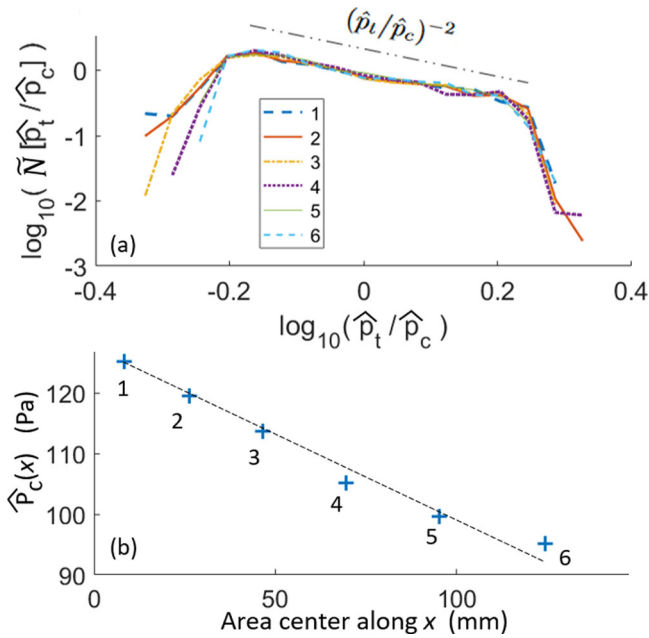 (p̂ₗ/p̂꜀)⁻²
log₁₀( Ñ [p̂ₜ/p̂꜀])
0.0
-1
-2
-3
1
2
3
4
5
6
(a)
-0.4 -0.2 0 0.2 0.4
log₁₀(p̂ₜ/p̂꜀)
P̂꜀(x) (Pa)
120
110
100
90
1
2
3
4
5
6
(b)
0 50 100
Area center along x (mm)